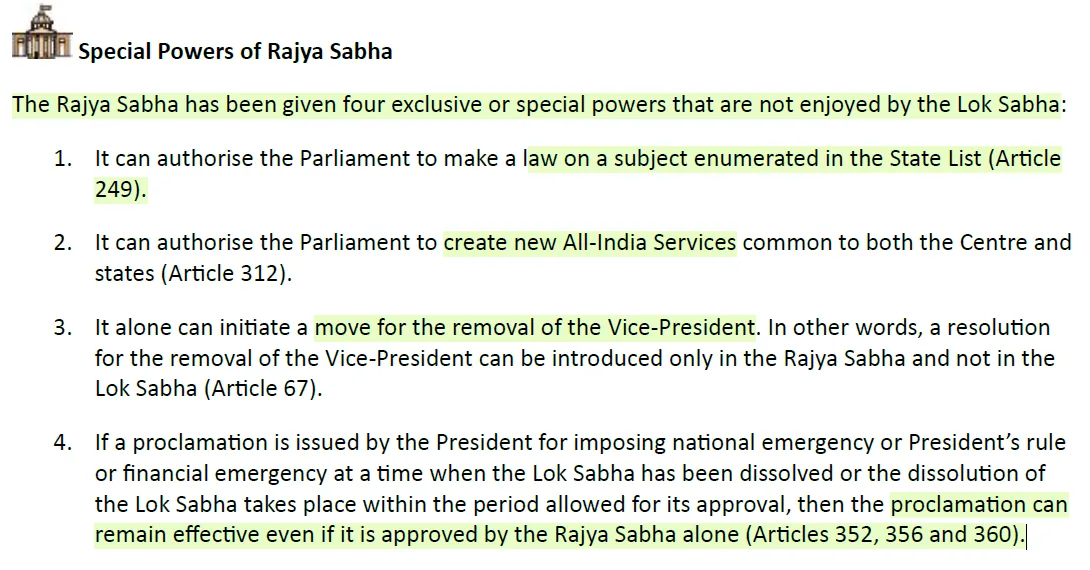 Special Powers of Rajya Sabha
The Rajya Sabha has been given four exclusive or special powers that are not enjoyed by the Lok Sabha:
1. It can authorise the Parliament to make a law on a subject enumerated in the State List (Article
249).
2. It can authorise the Parliament to create new All-India Services common to both the Centre and
states (Article 312).
3. It alone can initiate a move for the removal of the Vice-President. In other words, a resolution
for the removal of the Vice-President can be introduced only in the Rajya Sabha and not in the
Lok Sabha (Article 67).
4. If a proclamation is issued by the President for imposing national emergency or President’s rule
or financial emergency at a time when the Lok Sabha has been dissolved or the dissolution of
the Lok Sabha takes place within the period allowed for its approval, then the proclamation can
remain effective even if it is approved by the Rajya Sabha alone (Articles 352, 356 and 360).